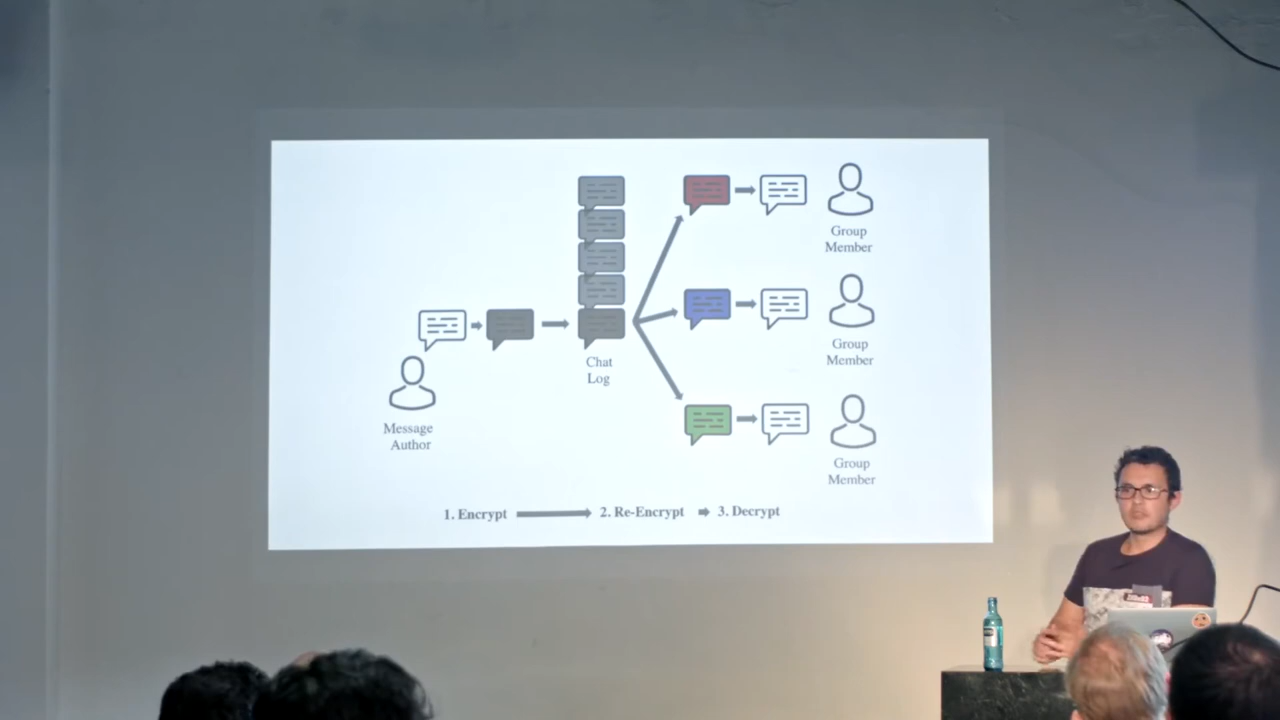 Group
Member
Group
Member
Chat
Log
Message
Author
Group
Member
1. Encrypt
2. Re-Encrypt
3. Decrypt